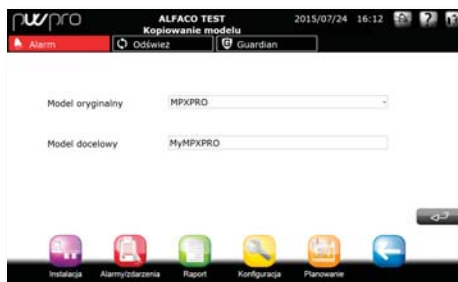 pwpro ALFACO TEST 2015/07/24 16:12 ?
Kopiowanie modelu
Alarm Odśwież G Guardian
Model oryginalny MPXPRO
Model docelowy MyMPXPRO
Instalacja Alarmy/zdarzenia Raport Konfiguracja Planowanie